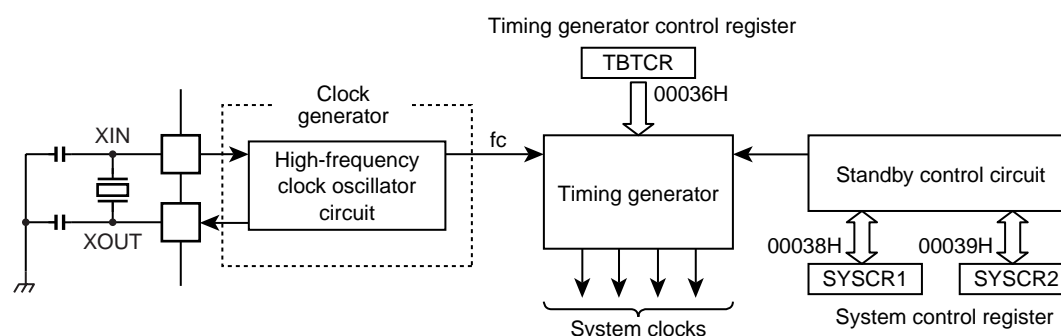 Timing generator control register
TBTCR
00036H
Clock
generator
XIN
fc
High-frequency
clock oscillator
circuit
Timing generator
Standby control circuit
XOUT
00038H
00039H
SYSCR1
SYSCR2
System clocks
System control register